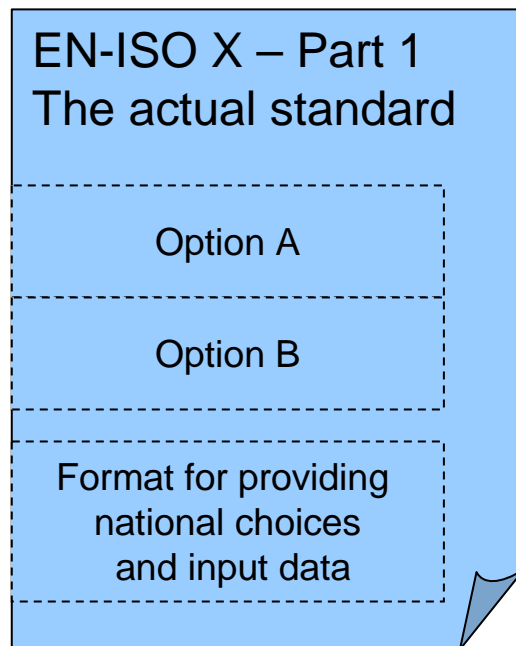 EN-ISO X – Part 1
The actual standard
Option A
Option B
Format for providing
national choices
and input data